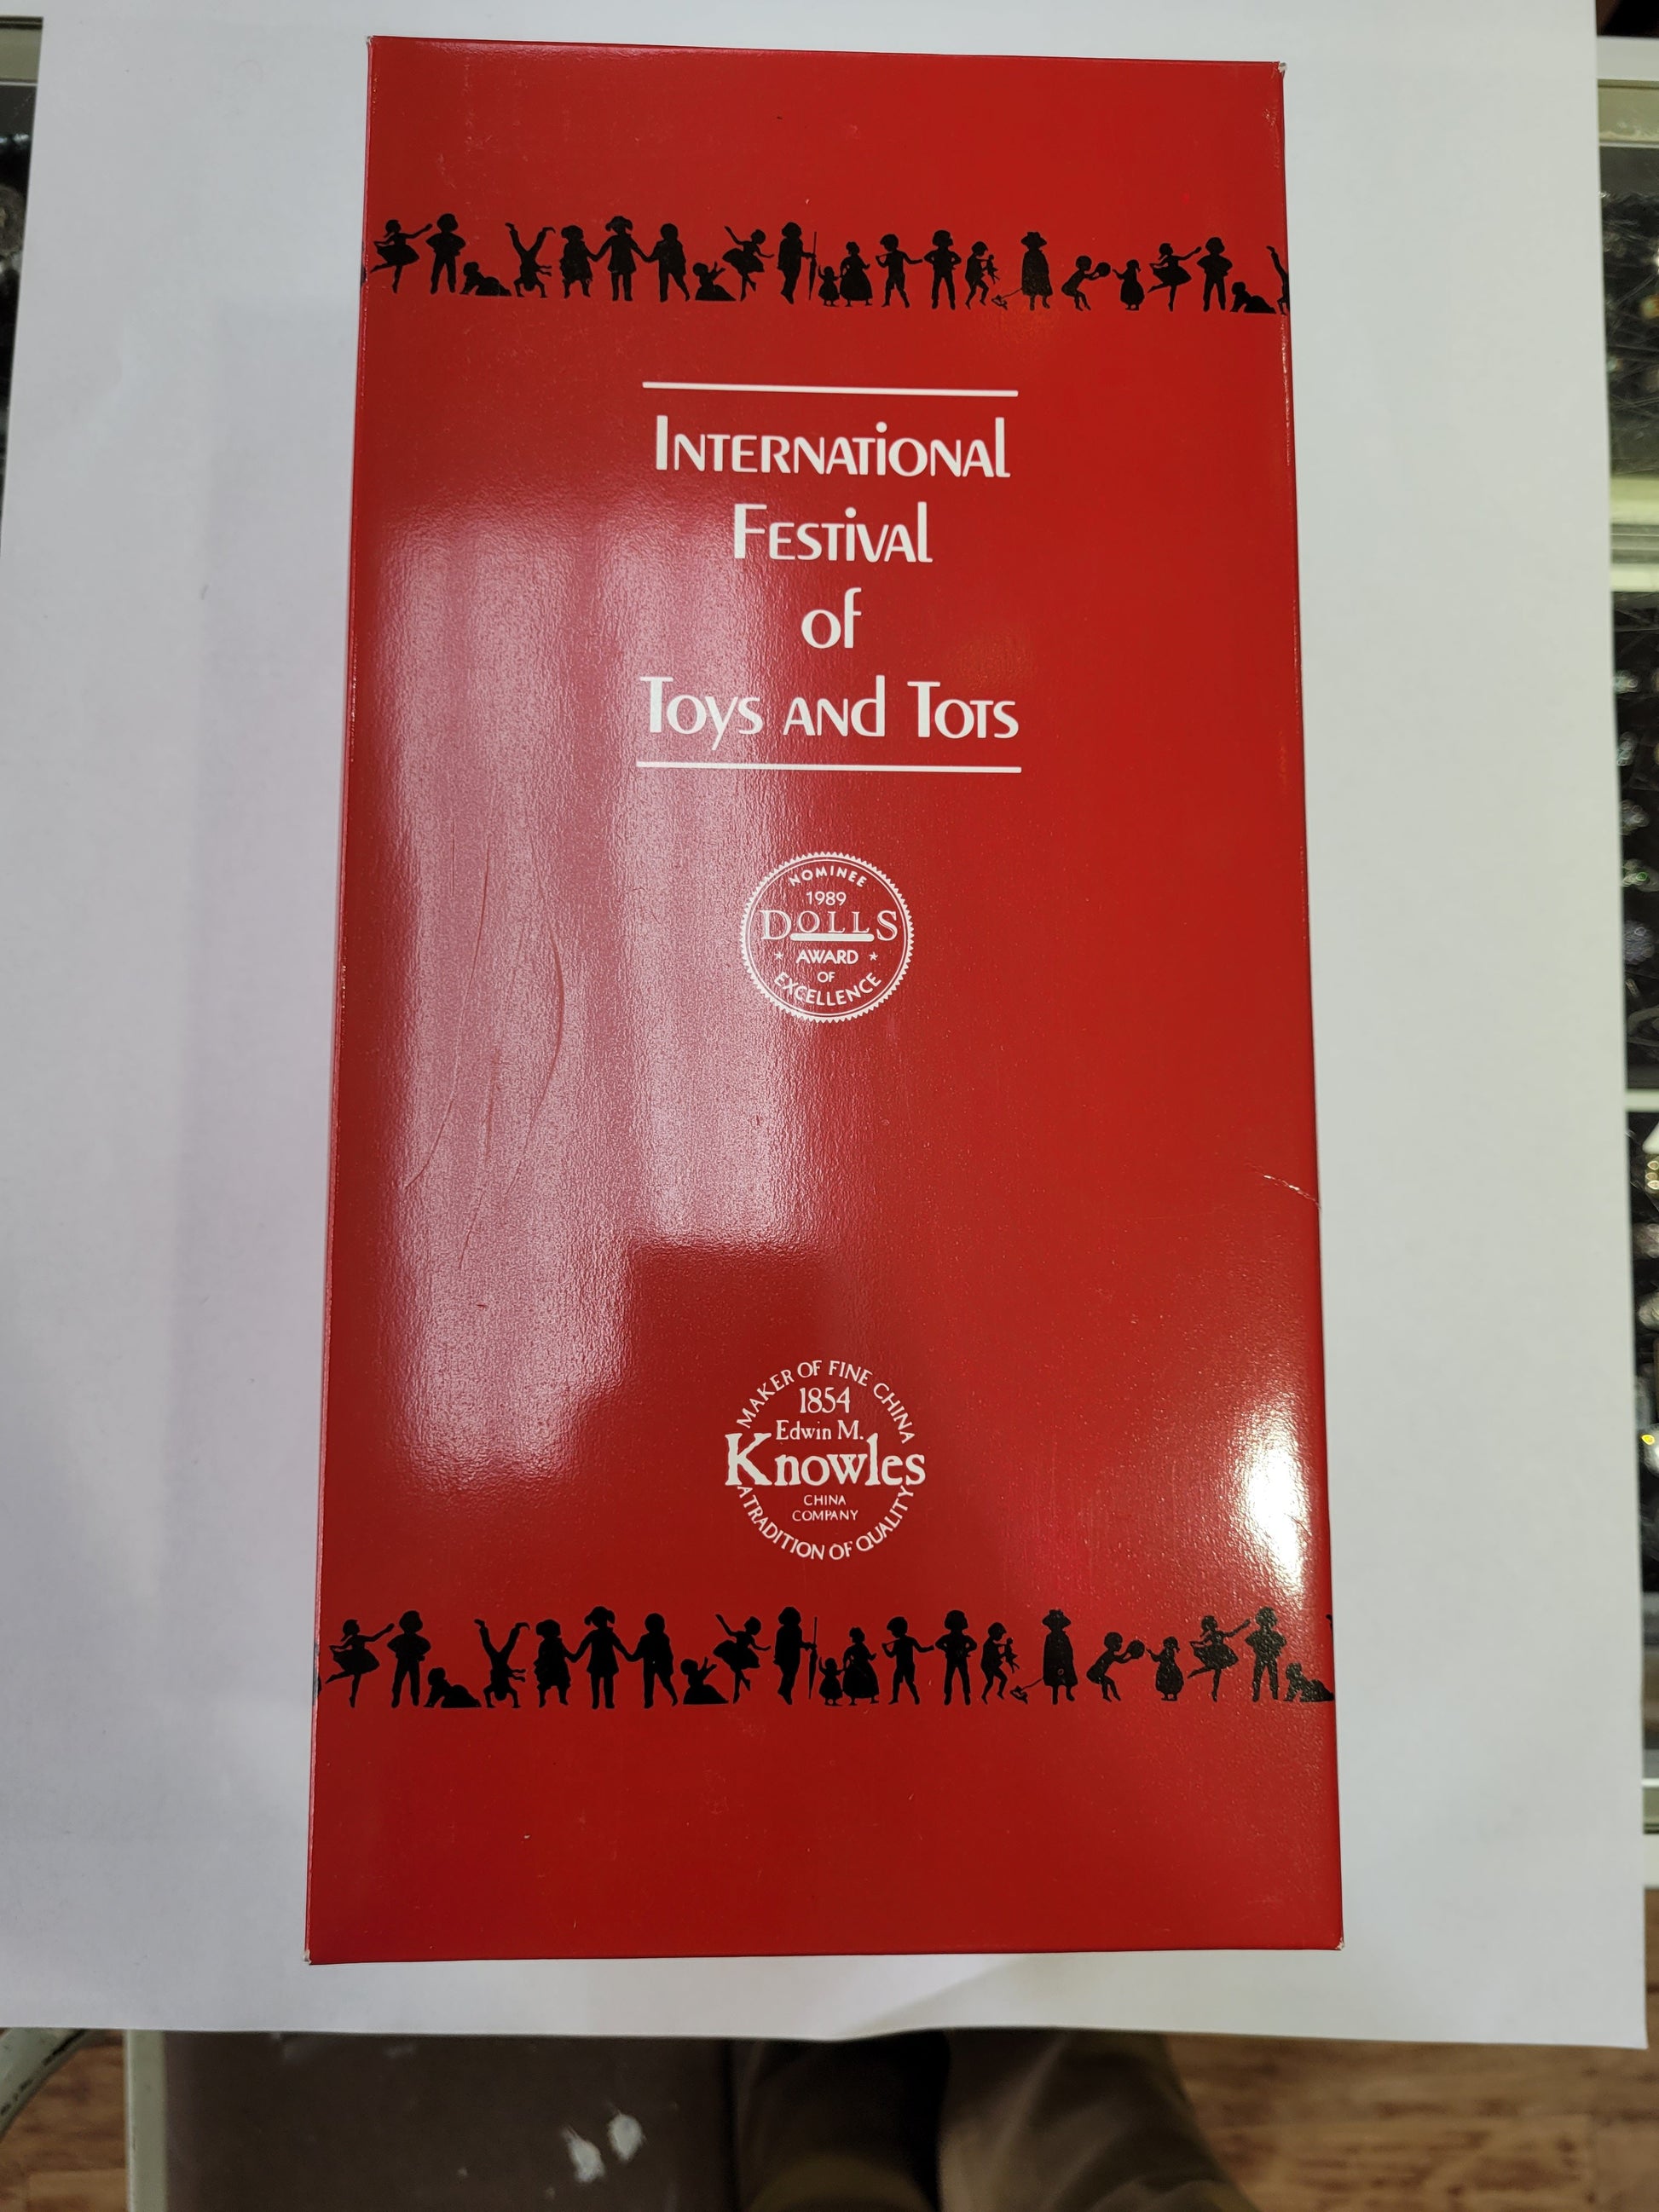 International
Festival
of
Toys and Tots
NOMINEE
1989
DOLLS
★ AWARD ★
OF
EXCELLENCE
MAKER OF FINE CHINA
1854
Edwin M.
Knowles
CHINA
COMPANY
A TRADITION OF QUALITY